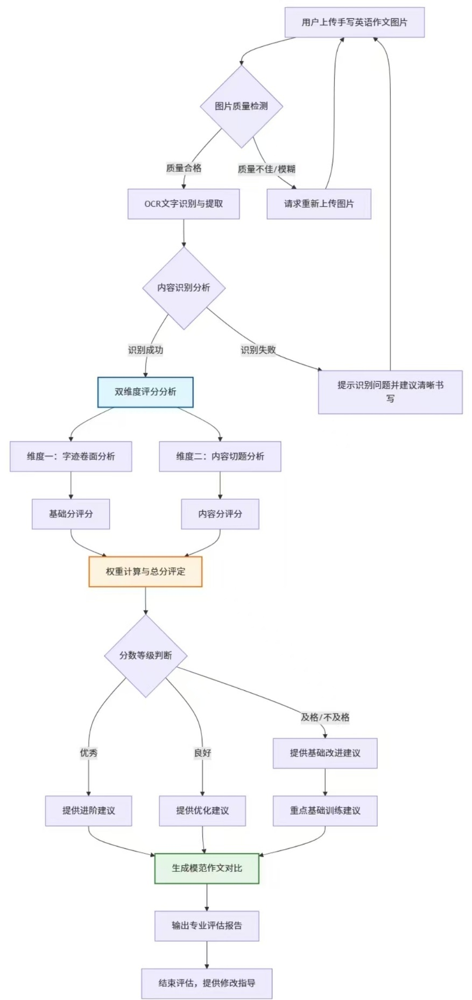 用户上传手写英语作文图片
图片质量检测
质量合格
质量不佳/模糊
OCR文字识别与提取
请求重新上传图片
内容识别分析
识别成功
识别失败
双维度评分分析
提示识别问题并建议清晰书
写
维度一：字迹卷面分析
维度二：内容切题分析
基础分评分
内容分评分
权重计算与总分评定
分数等级判断
及格/不及格
优秀
良好
提供基础改进建议
提供进阶建议
提供优化建议
重点基础训练建议
生成模范作文对比
输出专业评估报告
结束评估，提供修改指导